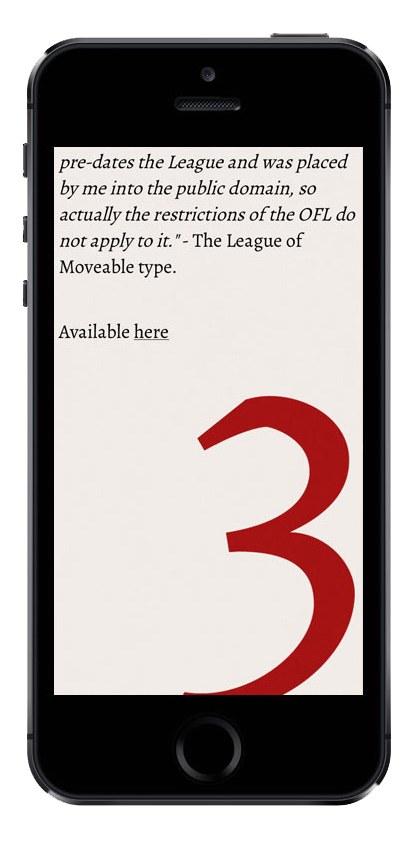 pre-dates the League and was placed
by me into the public domain, so
actually the restrictions of the OFL do
not apply to it." - The League of
Moveable type.
Available here
3